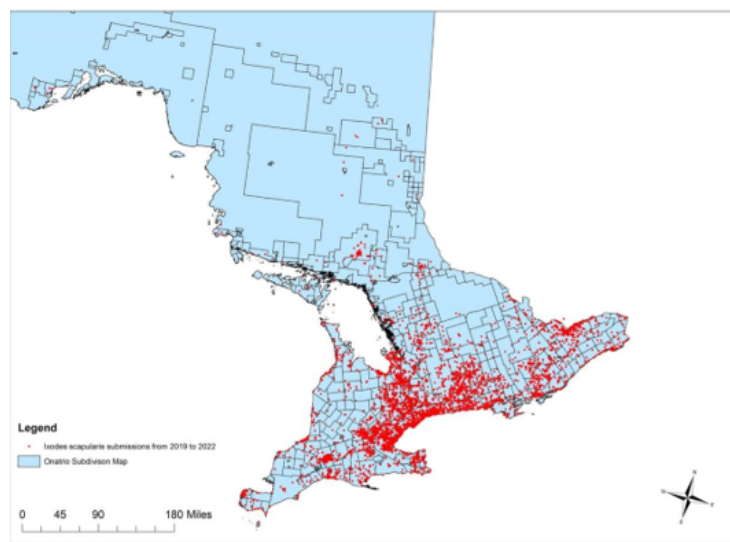 Legend
Ixodes scapularis submissions from 2019 to 2022
Onatrio Subdivison Map
0 45 90 180 Miles
N
W
E
S